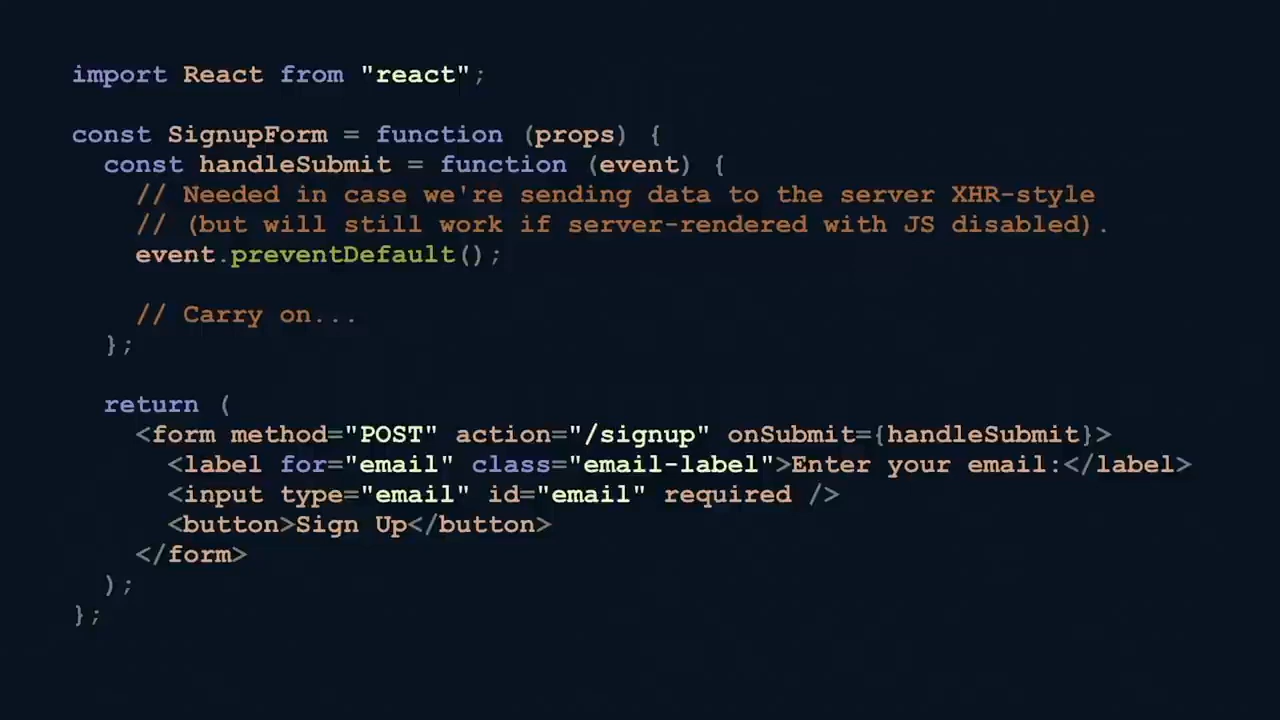 import React from "react";
const SignupForm = function (props) {
const handleSubmit = function (event) {
// Needed in case we're sending data to the server XHR-style
// (but will still work if server-rendered with JS disabled).
event.preventDefault();
// Carry on...
};
return (
<form method="POST" action="/signup" onSubmit={handleSubmit}>
<label for="email" class="email-label">Enter your email:</label>
<input type="email" id="email" required />
<button>Sign Up</button>
</form>
);
};